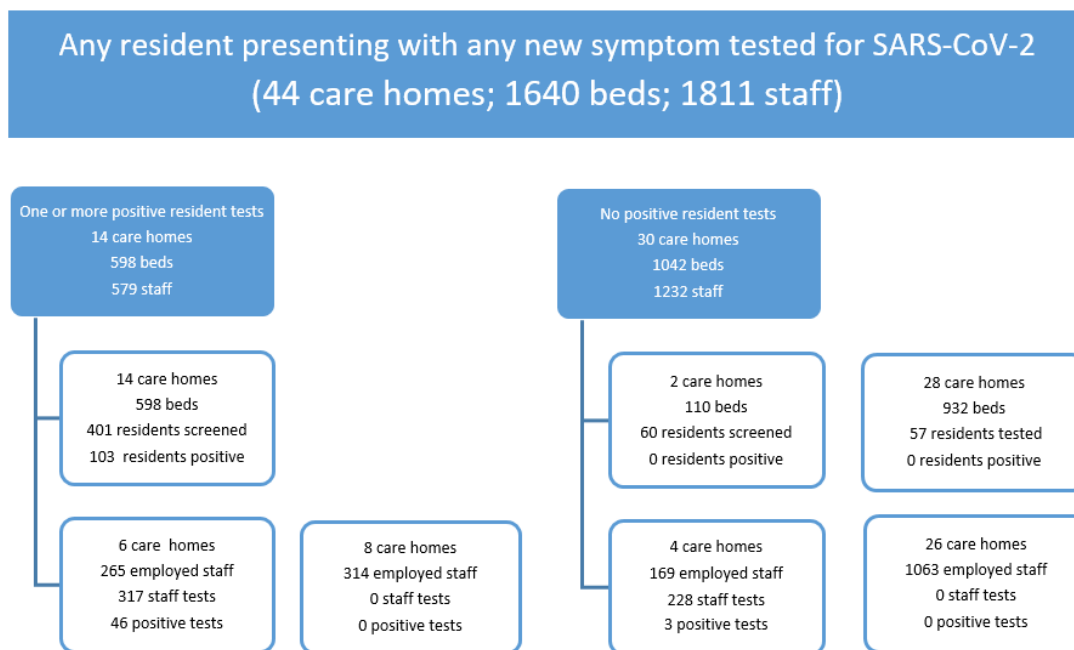 Any resident presenting with any new symptom tested for SARS-CoV-2
(44 care homes; 1640 beds; 1811 staff)
One or more positive resident tests
14 care homes
598 beds
579 staff
No positive resident tests
30 care homes
1042 beds
1232 staff
14 care homes
598 beds
401 residents screened
103 residents positive
2 care homes
110 beds
60 residents screened
0 residents positive
28 care homes
932 beds
57 residents tested
0 residents positive
6 care homes
265 employed staff
317 staff tests
46 positive tests
8 care homes
314 employed staff
0 staff tests
0 positive tests
4 care homes
169 employed staff
228 staff tests
3 positive tests
26 care homes
1063 employed staff
0 staff tests
0 positive tests